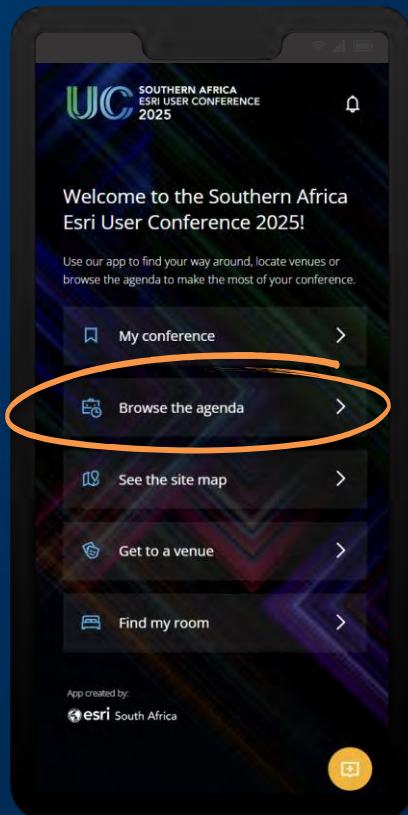 UC SOUTHERN AFRICA
ESRI USER CONFERENCE
2025
Welcome to the Southern Africa
Esri User Conference 2025!
Use our app to find your way around, locate venues or
browse the agenda to make the most of your conference.
My conference
Browse the agenda
See the site map
Get to a venue
Find my room
App created by:
esri South Africa